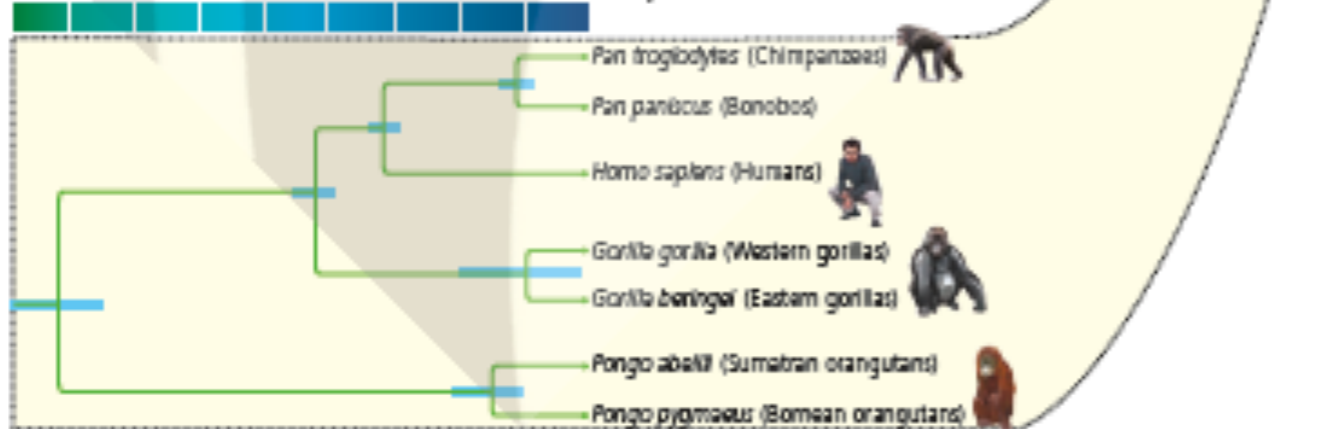 Pan troglodytes (Chimpanzees)
Pan paniscus (Bonobos)
Homo sapiens (Humans)
Gorilla gorilla (Western gorillas)
Gorilla beringei (Eastern gorillas)
Pongo abelii (Sumatran orangutans)
Pongo pygmaeus (Bornean orangutans)